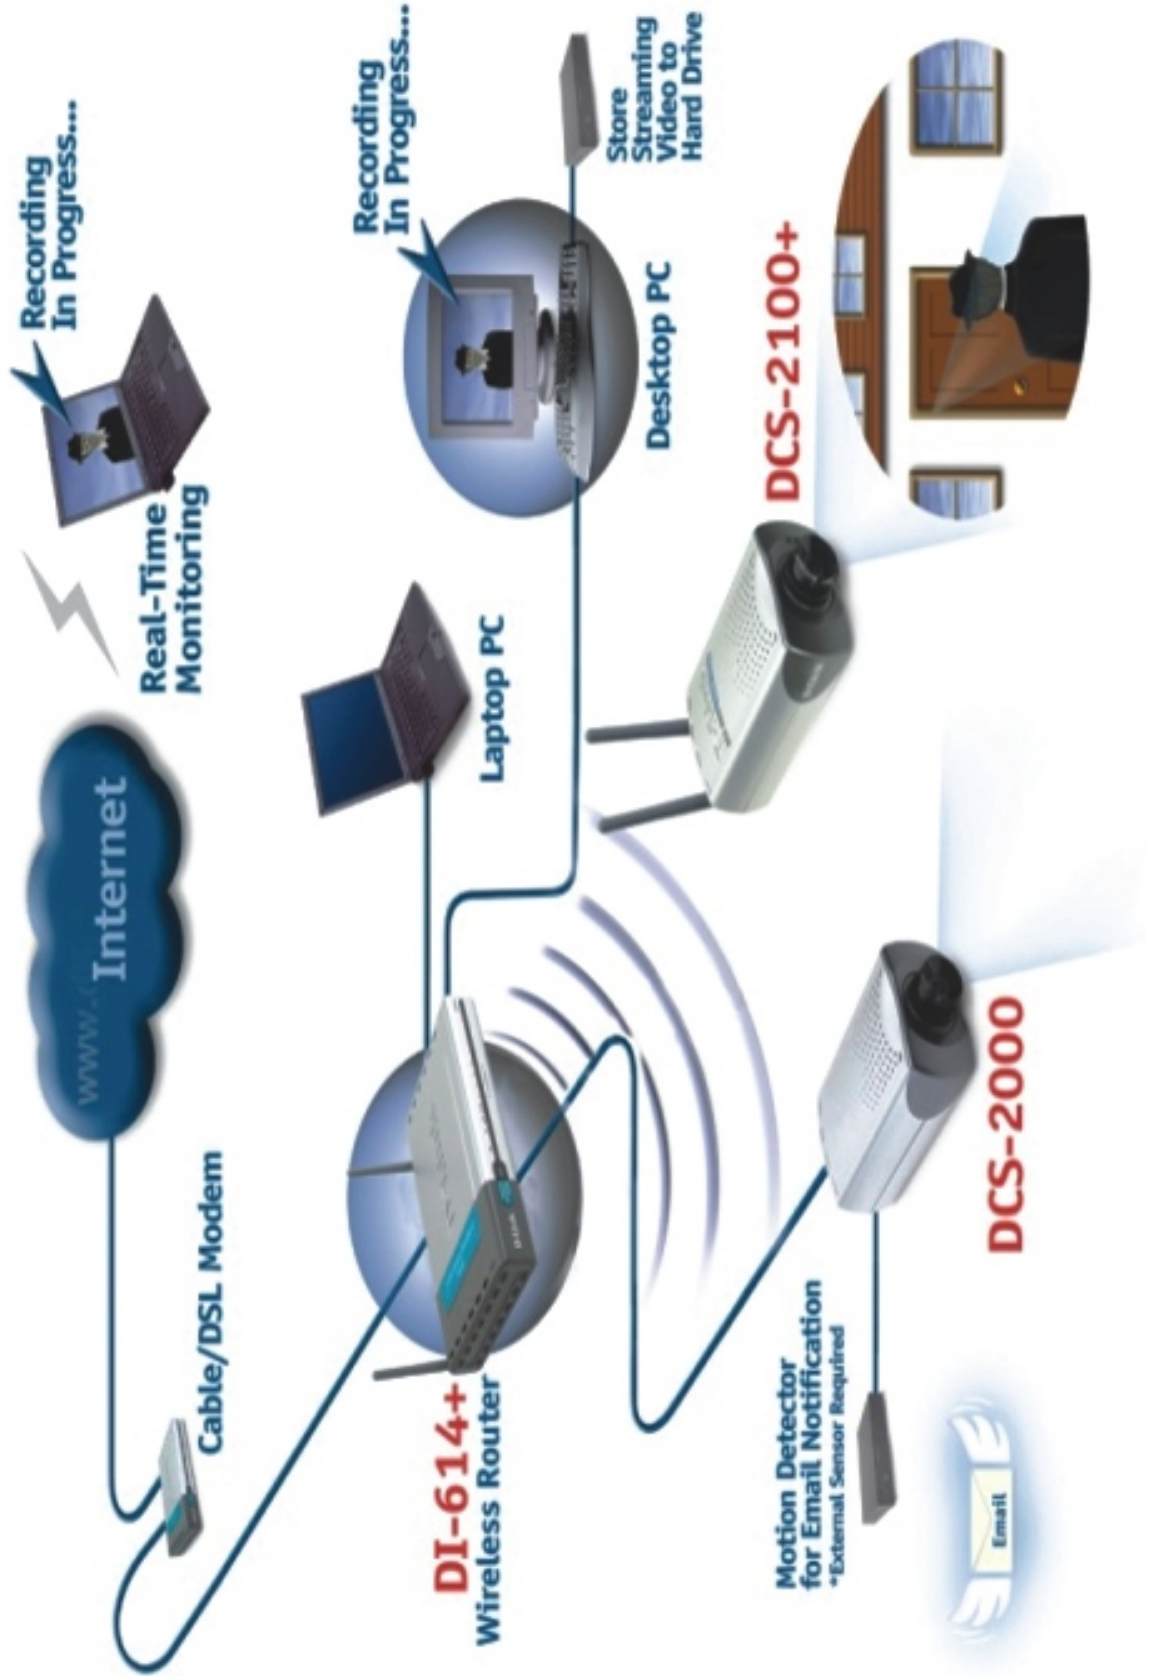 www.
Internet
Recording
In Progress...
Real-Time
Monitoring
Cable/DSL Modem
Laptop PC
Recording
In Progress...
Desktop PC
Store
Streaming
Video to
Hard Drive
DI-614+
Wireless Router
D-Link
DCS-2100+
Motion Detector
for Email Notification
*External Sensor Required
DCS-2000
Email